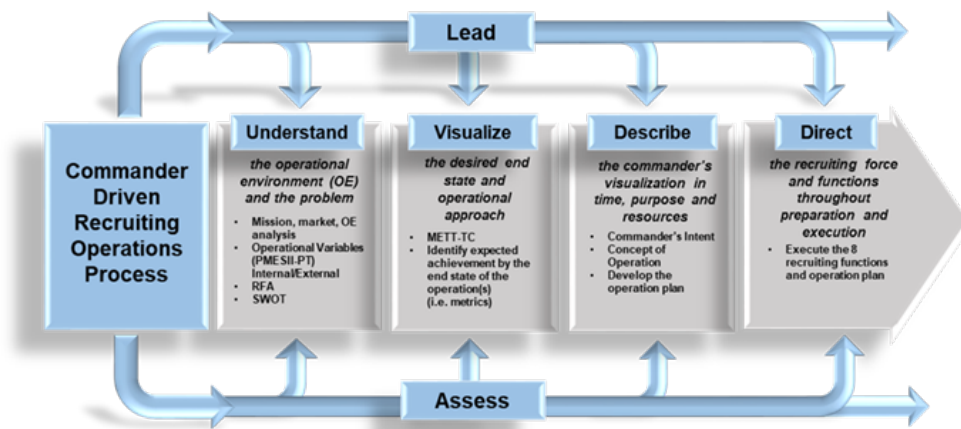 Lead
Commander
Driven
Recruiting
Operations
Process
Understand
the operational
environment (OE)
and the problem
• Mission, market, OE
analysis
• Operational Variables
(PMESII-PT)
Internal/External
• RFA
• SWOT
Visualize
the desired end
state and
operational
approach
• METT-TC
• Identify expected
achievement by the
end state of the
operation(s)
(i.e. metrics)
Describe
the commander's
visualization in
time, purpose and
resources
• Commander's Intent
• Concept of
Operation
• Develop the
operation plan
Direct
the recruiting force
and functions
throughout
preparation and
execution
• Execute the 8
recruiting functions
and operation plan
Assess